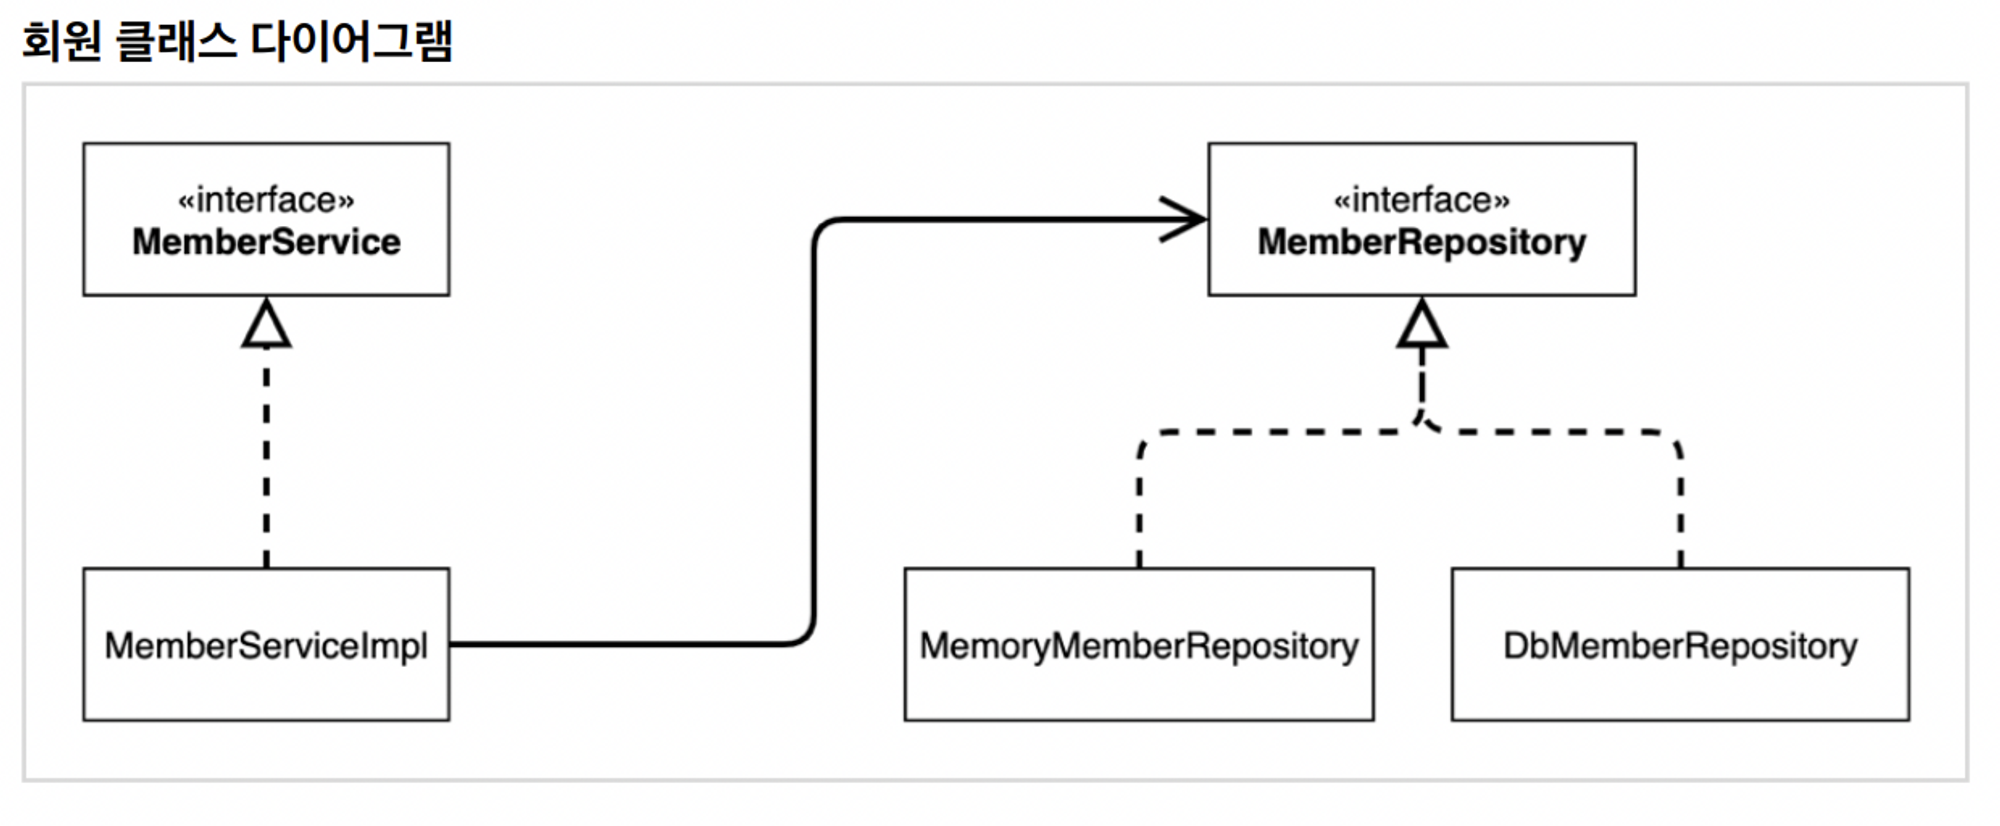 회원 클래스 다이어그램
«interface»
MemberService
«interface»
MemberRepository
MemberServiceImpl
MemoryMemberRepository
DbMemberRepository